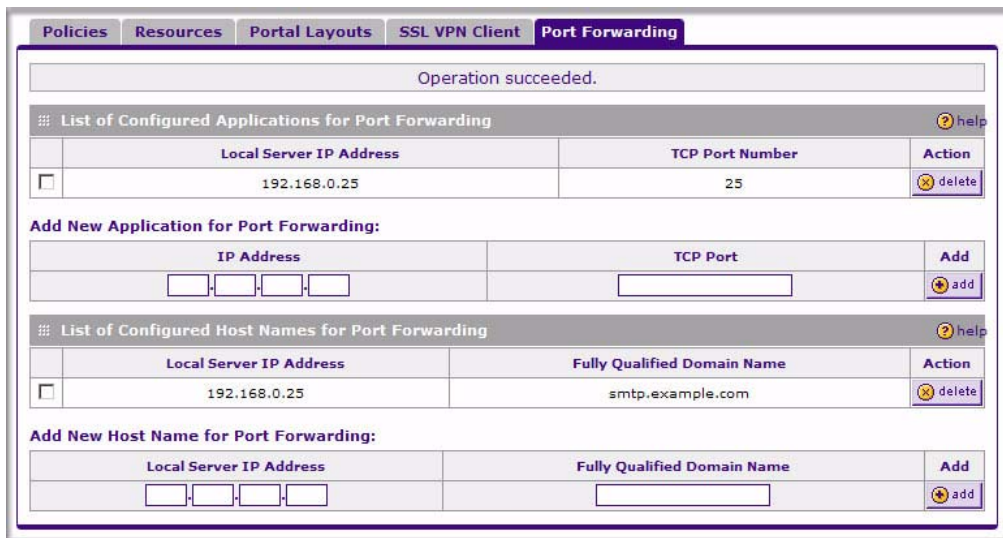 Policies Resources Portal Layouts SSL VPN Client Port Forwarding
Operation succeeded.
List of Configured Applications for Port Forwarding help
Local Server IP Address TCP Port Number Action
192.168.0.25 25 delete
Add New Application for Port Forwarding:
IP Address TCP Port Add
. . . add
List of Configured Host Names for Port Forwarding help
Local Server IP Address Fully Qualified Domain Name Action
192.168.0.25 smtp.example.com delete
Add New Host Name for Port Forwarding:
Local Server IP Address Fully Qualified Domain Name Add
. . . add